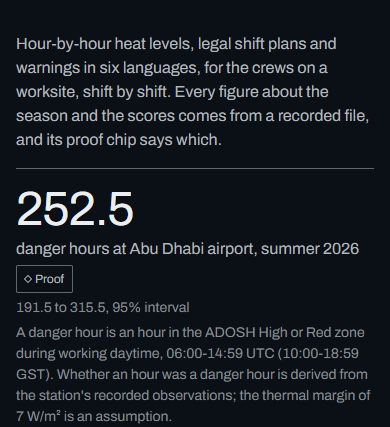 Hour-by-hour heat levels, legal shift plans and
warnings in six languages, for the crews on a
worksite, shift by shift. Every figure about the
season and the scores comes from a recorded file,
and its proof chip says which.
252.5
danger hours at Abu Dhabi airport, summer 2026
◇ Proof
191.5 to 315.5, 95% interval
A danger hour is an hour in the ADOSH High or Red zone
during working daytime, 06:00-14:59 UTC (10:00-18:59
GST). Whether an hour was a danger hour is derived from
the station's recorded observations; the thermal margin of
7 W/m² is an assumption.